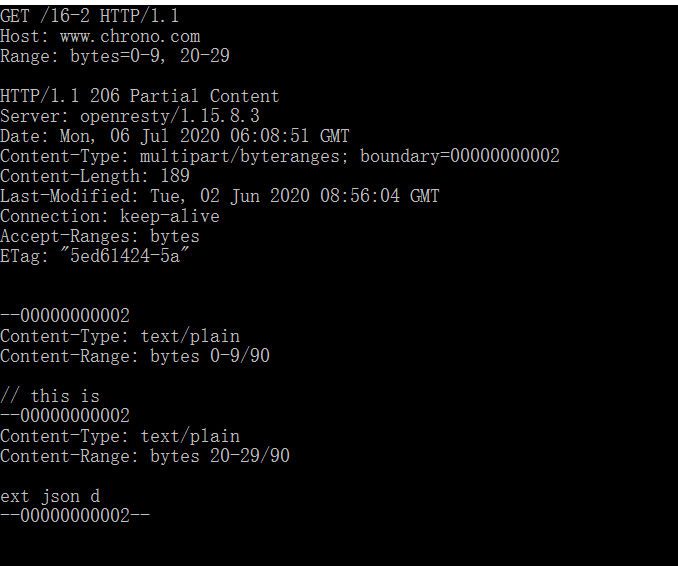 GET /16-2 HTTP/1.1
Host: www.chrono.com
Range: bytes=0-9, 20-29
HTTP/1.1 206 Partial Content
Server: openresty/1.15.8.3
Date: Mon, 06 Jul 2020 06:08:51 GMT
Content-Type: multipart/byteranges; boundary=00000000002
Content-Length: 189
Last-Modified: Tue, 02 Jun 2020 08:56:04 GMT
Connection: keep-alive
Accept-Ranges: bytes
ETag: "5ed61424-5a"
--00000000002
Content-Type: text/plain
Content-Range: bytes 0-9/90
// this is
--00000000002
Content-Type: text/plain
Content-Range: bytes 20-29/90
ext json d
--00000000002--